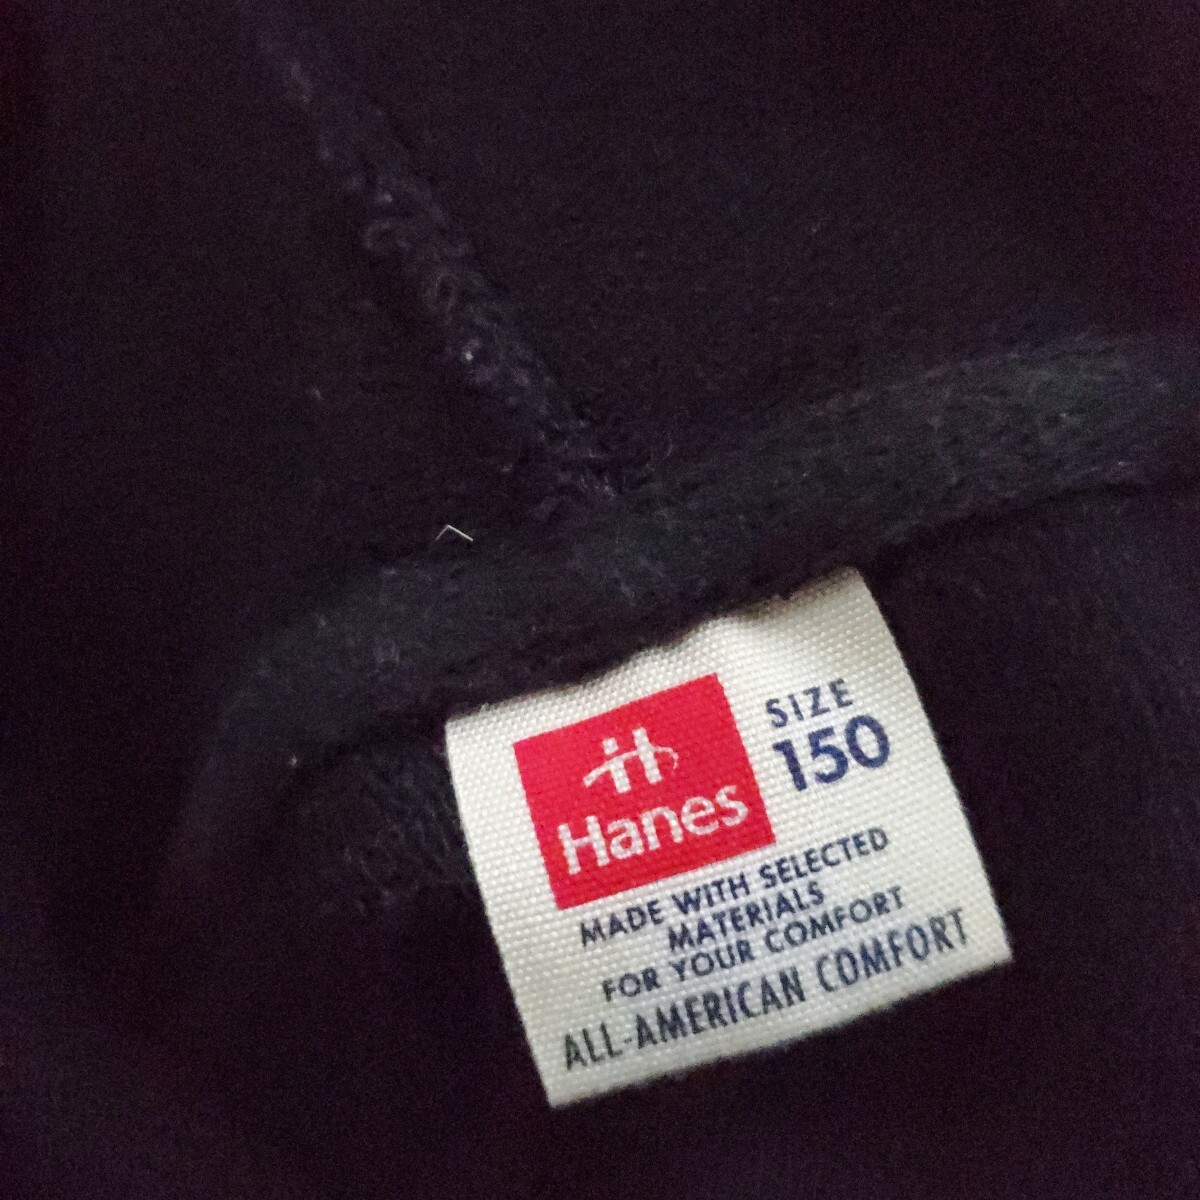 Hanes
SIZE
150
MADE WITH SELECTED
MATERIALS
FOR YOUR COMFORT
ALL-AMERICAN COMFORT